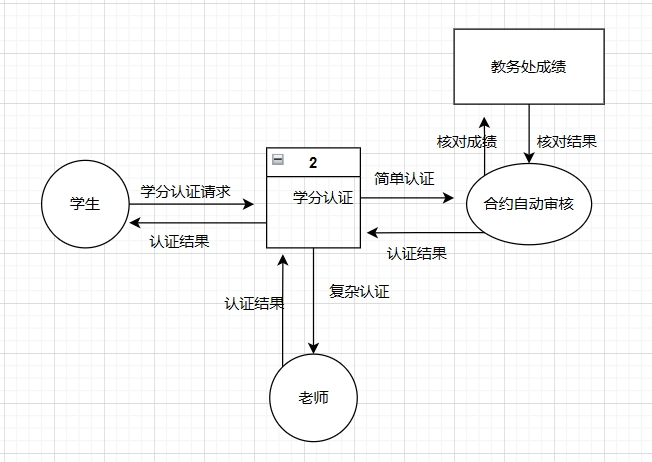 教务处成绩
核对成绩
核对结果
2
学生
学分认证请求
学分认证
简单认证
合约自动审核
认证结果
认证结果
认证结果
复杂认证
老师